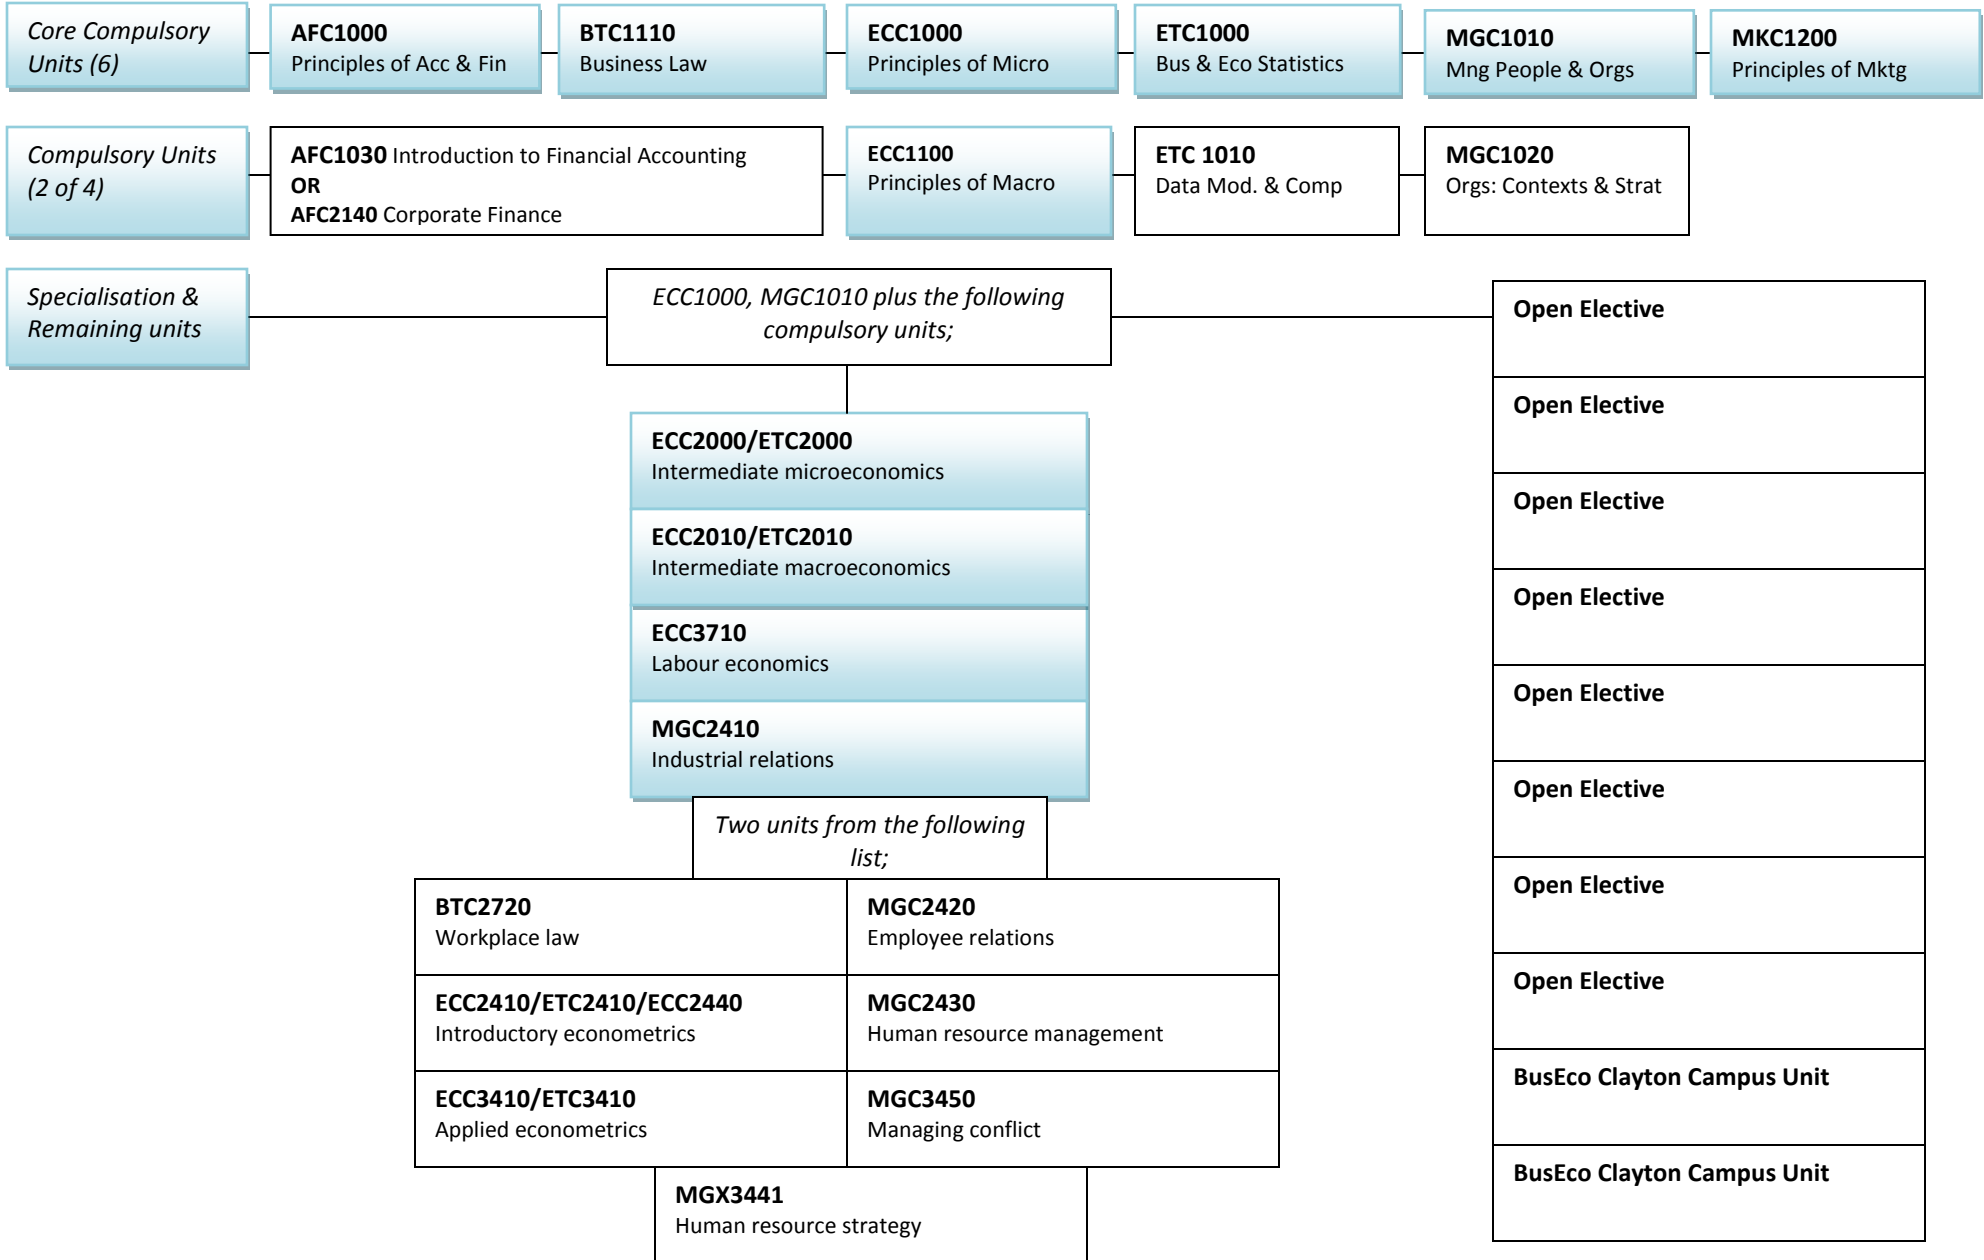 Core Compulsory
Units (6)
AFC1000
Principles of Acc & Fin
BTC1110
Business Law
ECC1000
Principles of Micro
ETC1000
Bus & Eco Statistics
MGC1010
Mng People & Orgs
MKC1200
Principles of Mktg
Compulsory Units
(2 of 4)
AFC1030 Introduction to Financial Accounting
OR
AFC2140 Corporate Finance
ECC1100
Principles of Macro
ETC 1010
Data Mod. & Comp
MGC1020
Orgs: Contexts & Strat
Specialisation &
Remaining units
ECC1000, MGC1010 plus the following
compulsory units;
ECC2000/ETC2000
Intermediate microeconomics
ECC2010/ETC2010
Intermediate macroeconomics
ECC3710
Labour economics
MGC2410
Industrial relations
Two units from the following
list;
BTC2720
Workplace law
MGC2420
Employee relations
ECC2410/ETC2410/ECC2440
Introductory econometrics
MGC2430
Human resource management
ECC3410/ETC3410
Applied econometrics
MGC3450
Managing conflict
MGX3441
Human resource strategy
Open Elective
Open Elective
Open Elective
Open Elective
Open Elective
Open Elective
Open Elective
Open Elective
BusEco Clayton Campus Unit
BusEco Clayton Campus Unit